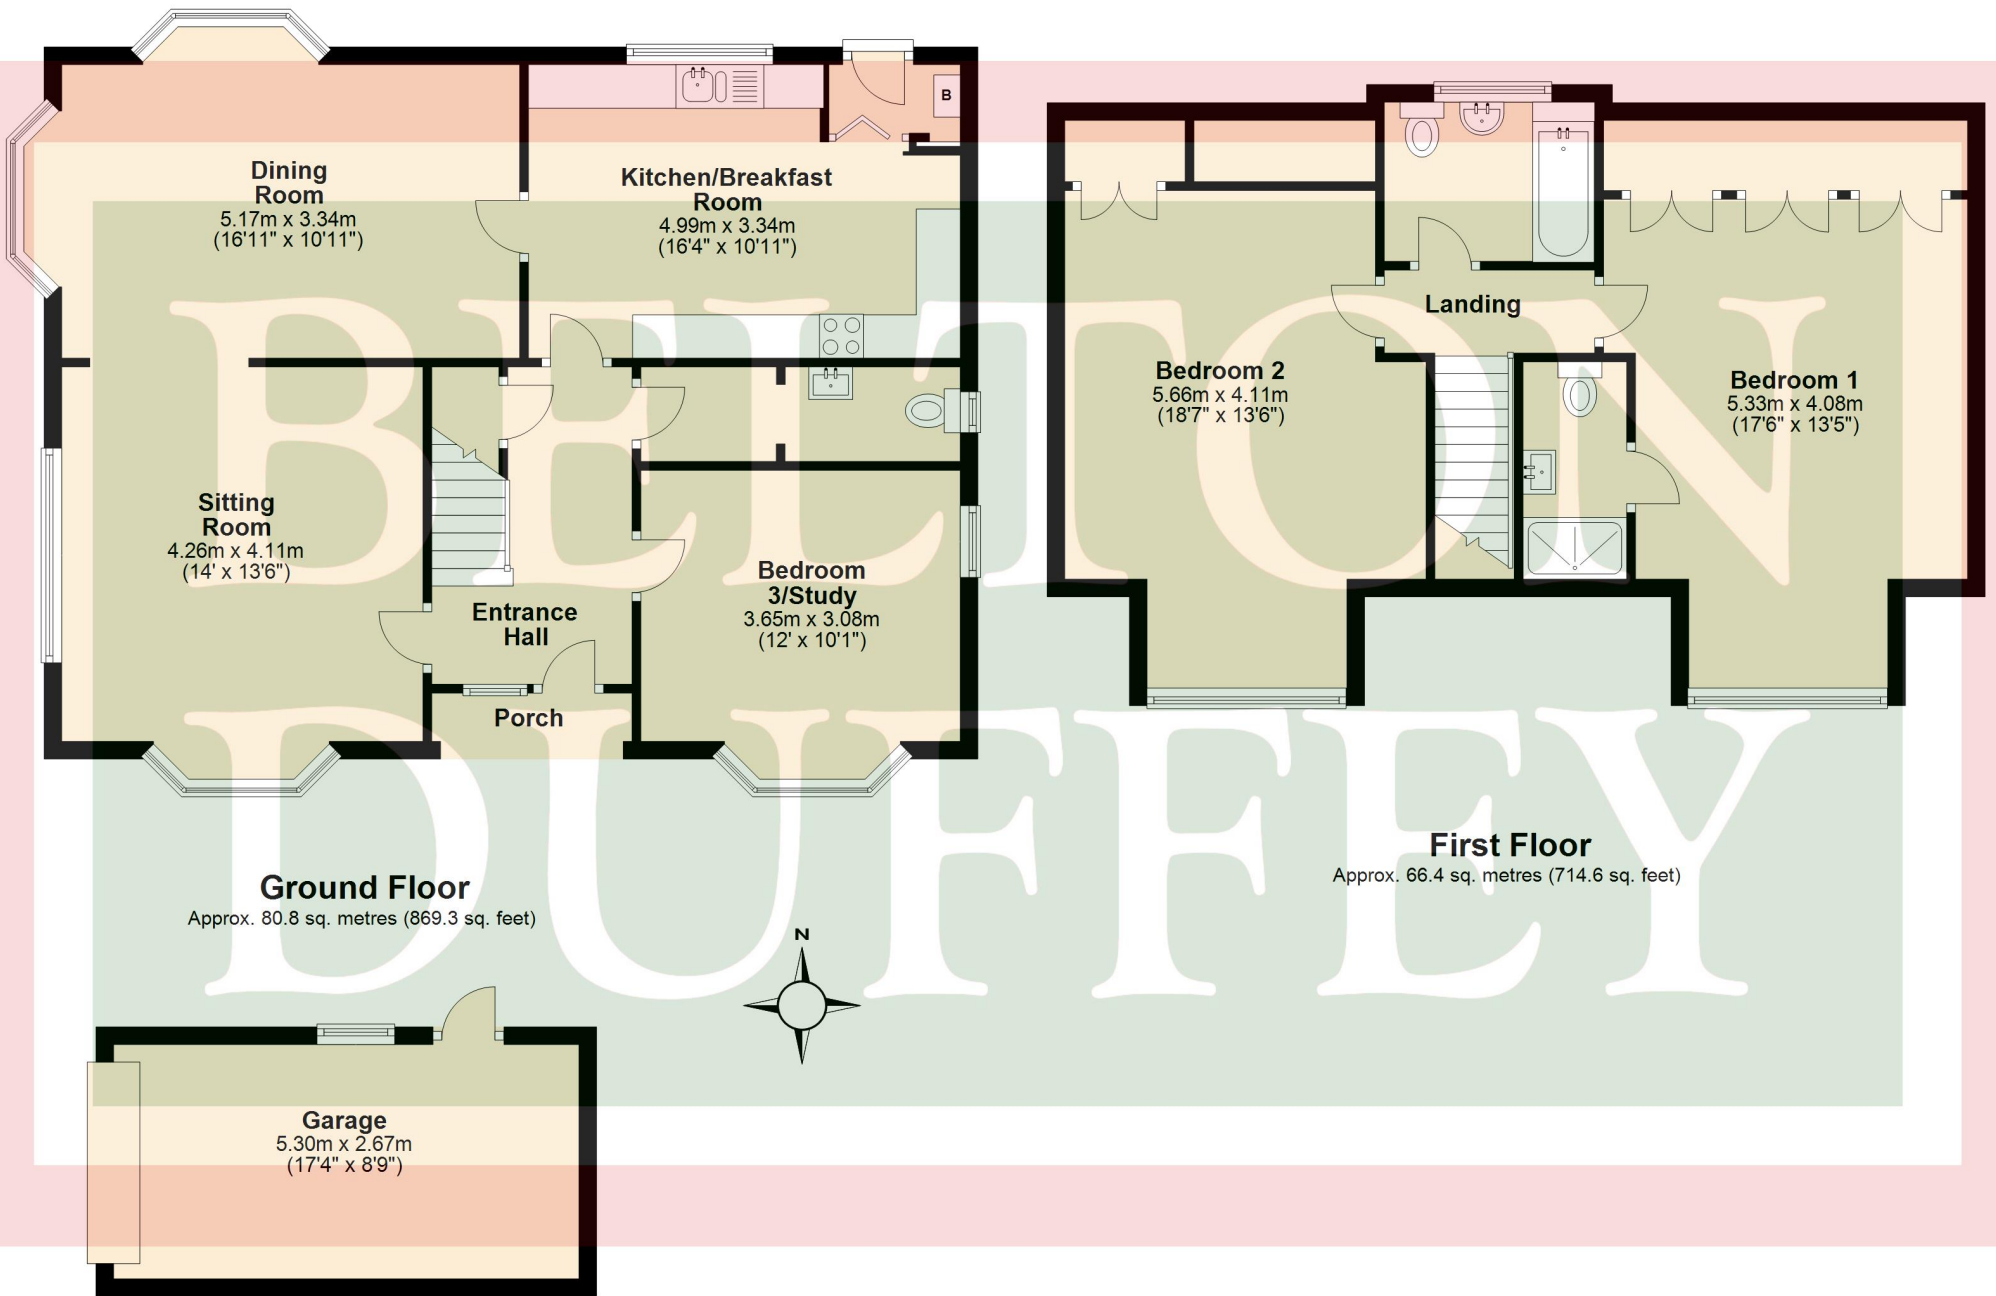 Dining
Room
5.17m x 3.34m
(16'11" x 10'11")
Kitchen/Breakfast
Room
4.99m x 3.34m
(16'4" x 10'11")
B
Sitting
Room
4.26m x 4.11m
(14' x 13'6")
Entrance
Hall
Porch
Bedroom
3/Study
3.65m x 3.08m
(12' x 10'1")
Landing
Bedroom 2
5.66m x 4.11m
(18'7" x 13'6")
Bedroom 1
5.33m x 4.08m
(17'6" x 13'5")
BELTON
DUFFEY
Ground Floor
Approx. 80.8 sq. metres (869.3 sq. feet)
First Floor
Approx. 66.4 sq. metres (714.6 sq. feet)
N
Garage
5.30m x 2.67m
(17'4" x 8'9")